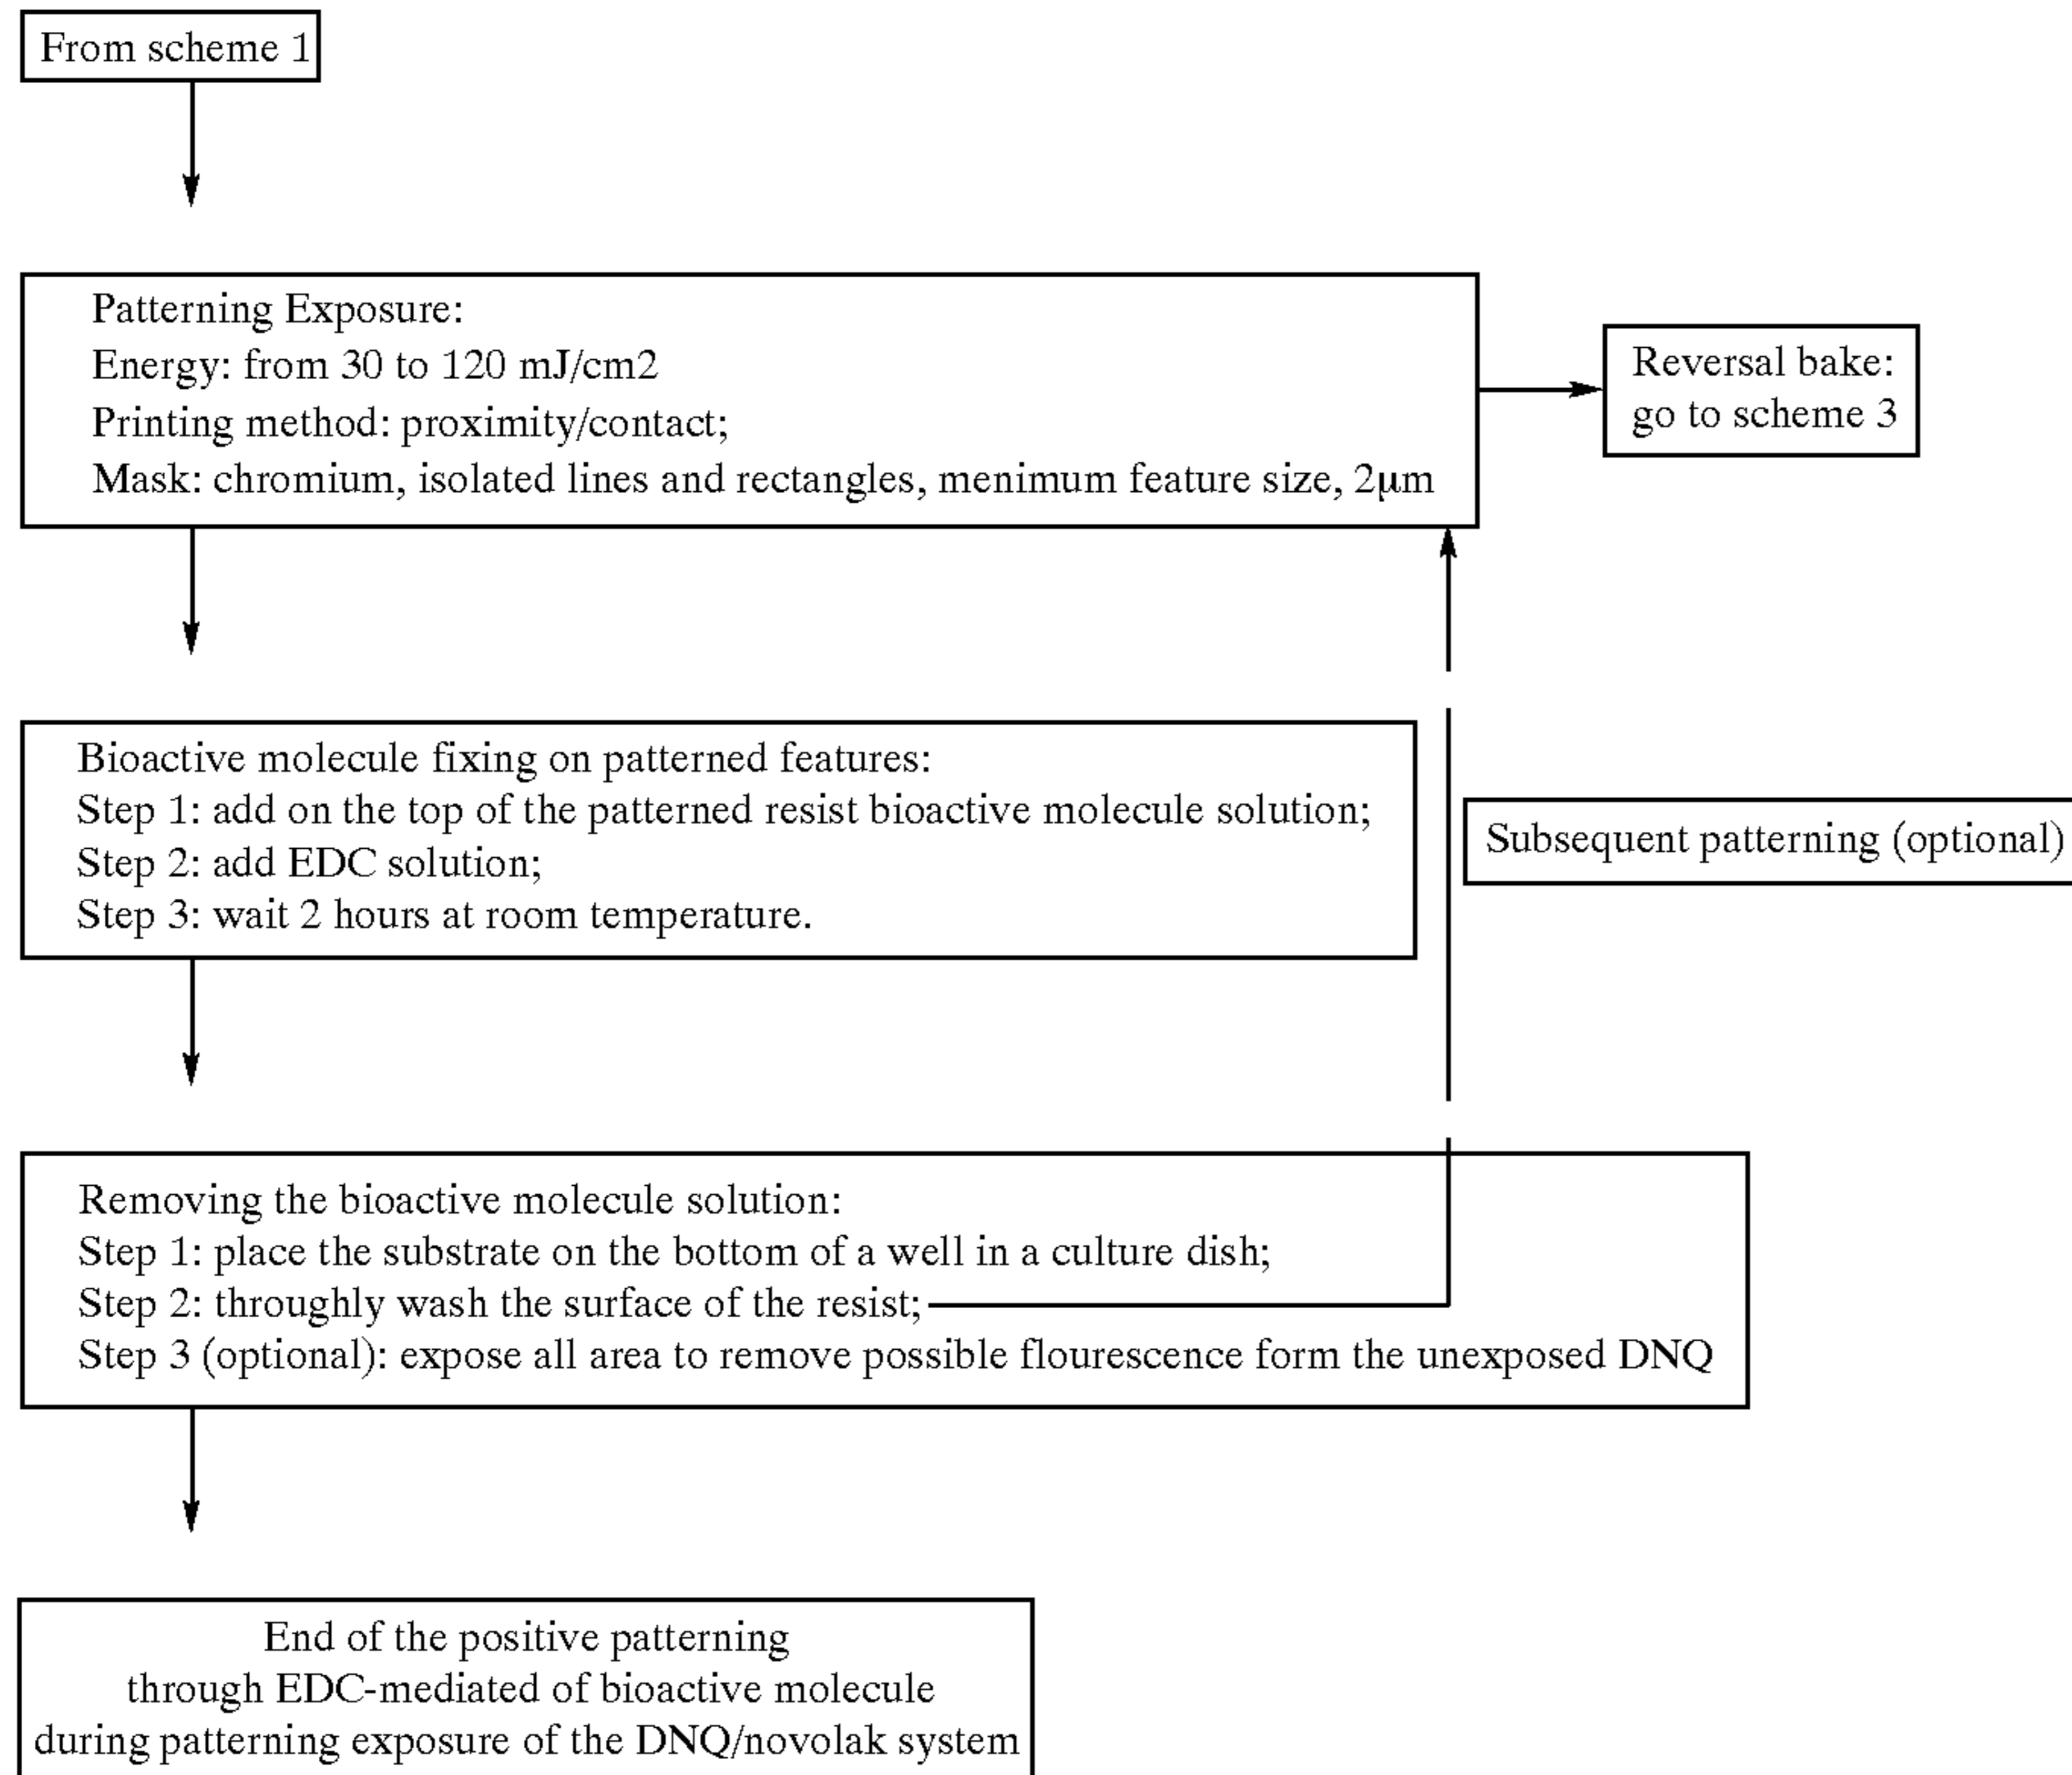 From scheme 1
Patterning Exposure:
Energy: from 30 to 120 mJ/cm2
Printing method: proximity/contact;
Mask: chromium, isolated lines and rectangles, menimum feature size, 2μm
Reversal bake:
go to scheme 3
Bioactive molecule fixing on patterned features:
Step 1: add on the top of the patterned resist bioactive molecule solution;
Step 2: add EDC solution;
Step 3: wait 2 hours at room temperature.
Subsequent patterning (optional)
Removing the bioactive molecule solution:
Step 1: place the substrate on the bottom of a well in a culture dish;
Step 2: throughly wash the surface of the resist;
Step 3 (optional): expose all area to remove possible flourescence form the unexposed DNQ
End of the positive patterning
through EDC-mediated of bioactive molecule
during patterning exposure of the DNQ/novolak system